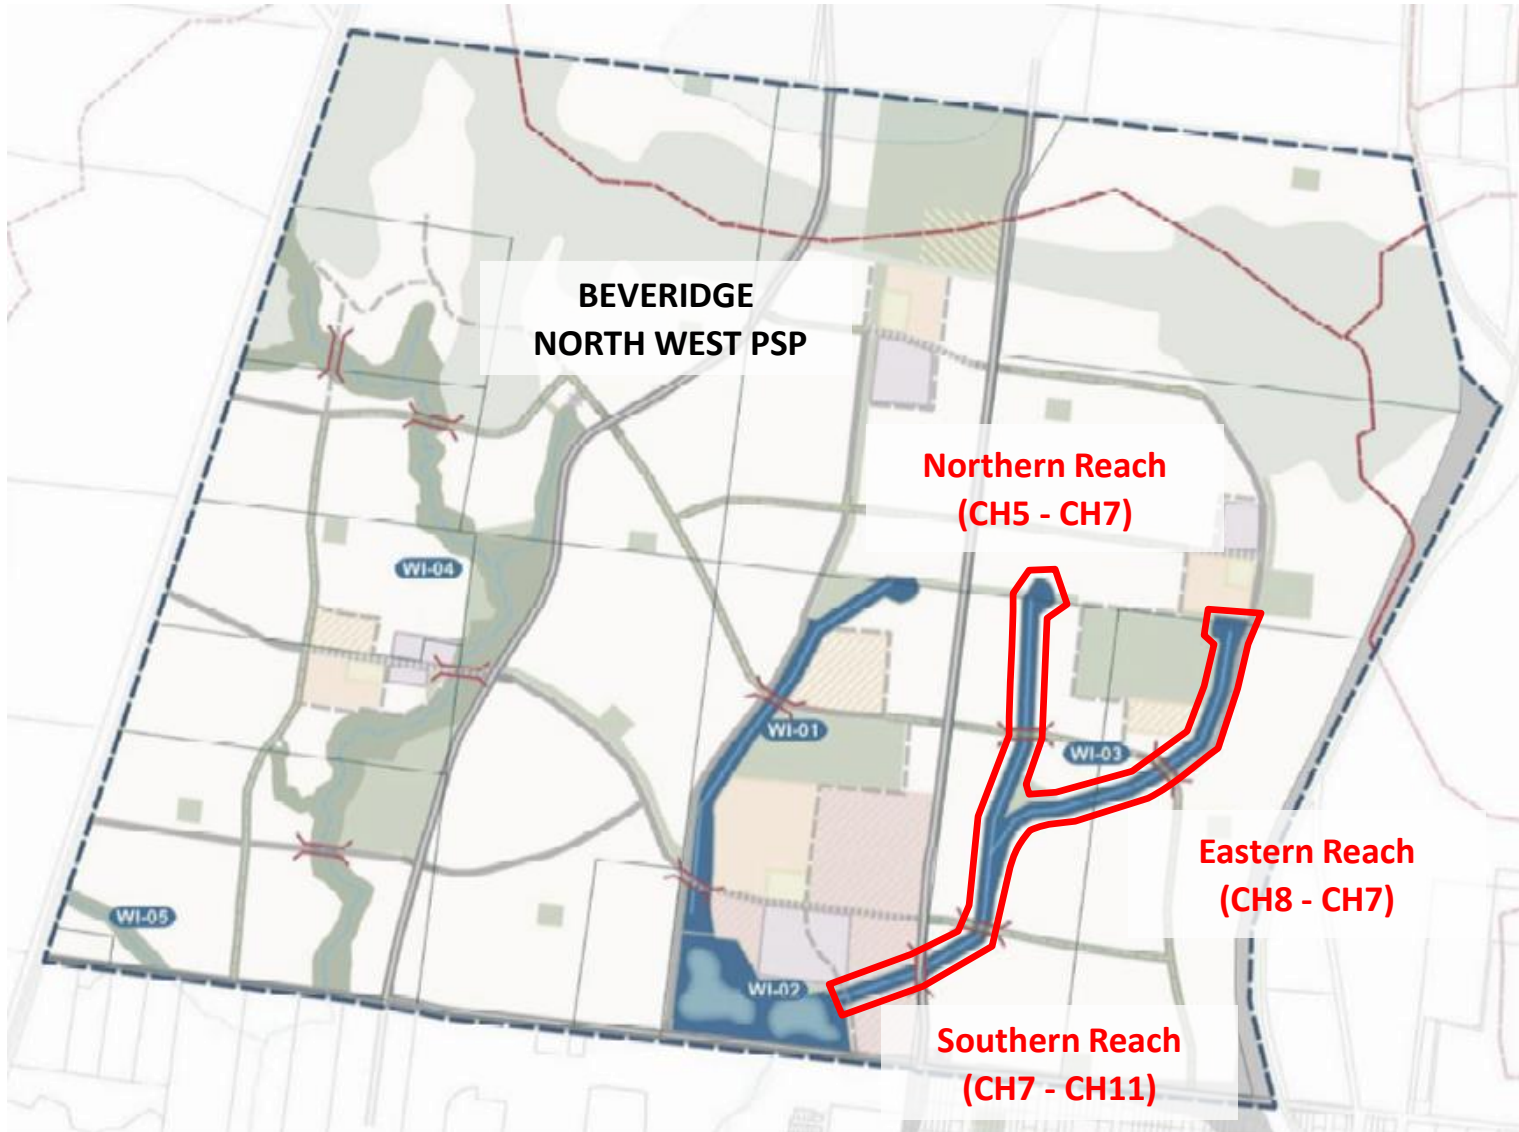 BEVERIDGE
NORTH WEST PSP
Northern Reach
(CH5 - CH7)
WI-04
WI-01
WI-03
Eastern Reach
(CH8 - CH7)
WI-05
WI-02
Southern Reach
(CH7 - CH11)